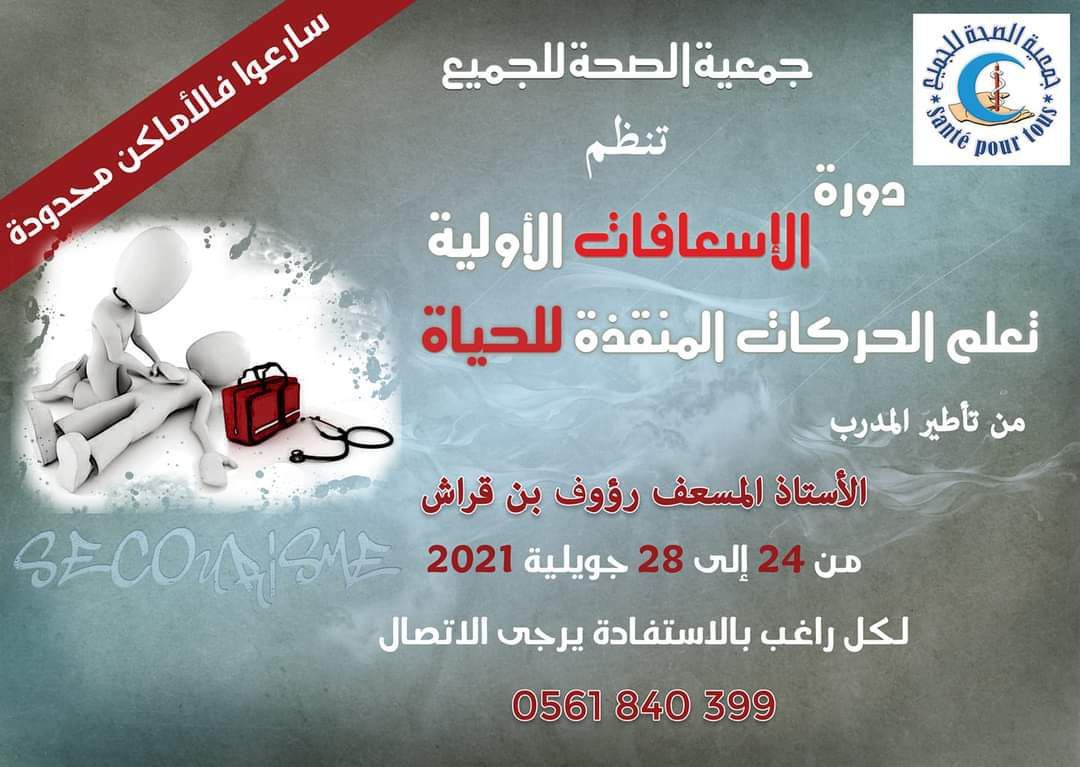 جمعية الصحة للجميع
santé pour tous
سارعوا فالأماكن محدودة
جمعية الصحة للجميع
تنظم
دورة
الإسعافات الأولية
تعلم الحركات المنقذة للحياة
من تأطير المدرب
الأستاذ المسعف رؤوف بن قراش
من 24 إلى 28 جويلية 2021
SECOURISME
لكل راغب بالاستفادة يرجى الاتصال
0561 840 399